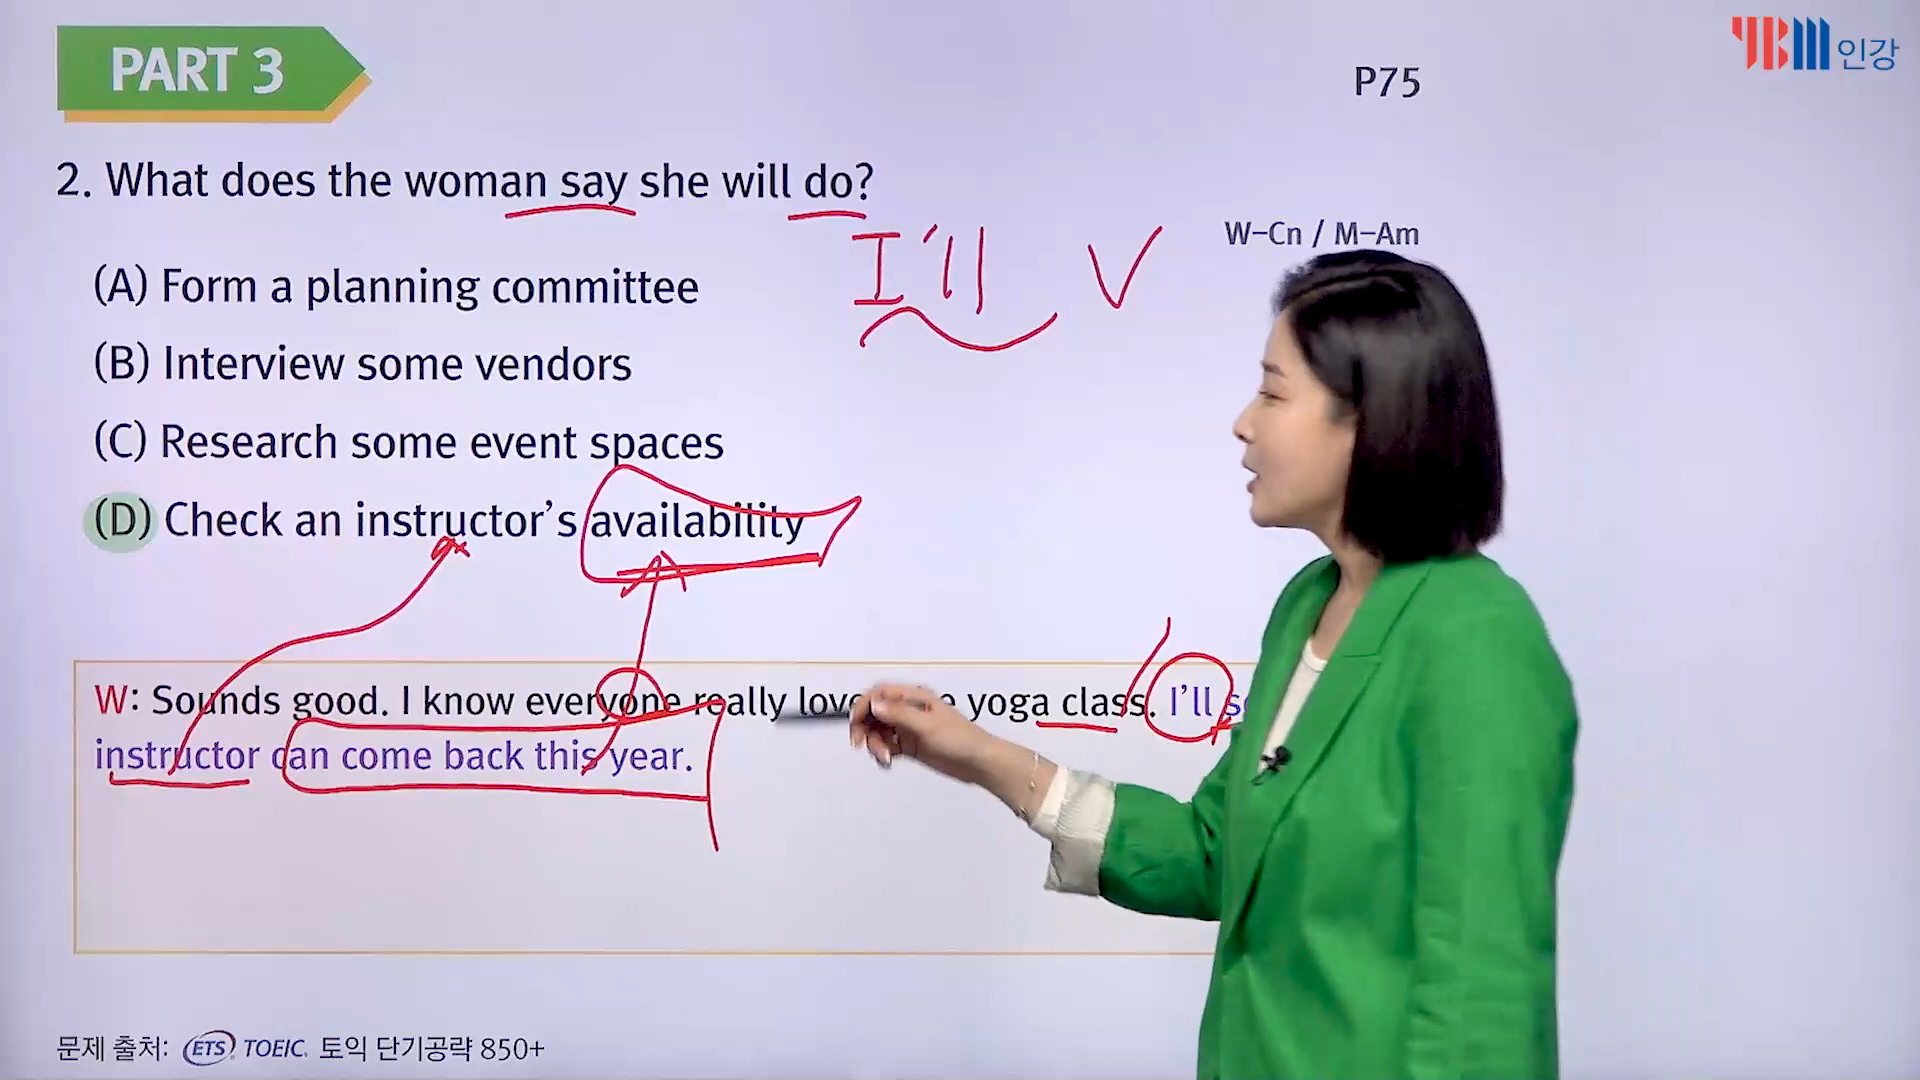 PART 3
P75
YBM 인강
2. What does the woman say she will do?
I'll V
W-Cn / M-Am
(A) Form a planning committee
(B) Interview some vendors
(C) Research some event spaces
(D) Check an instructor's availability
W: Sounds good. I know everyone really yoga class. I'll
instructor can come back this year.
문제 출처: ETS TOEIC. 토익 단기공략 850+